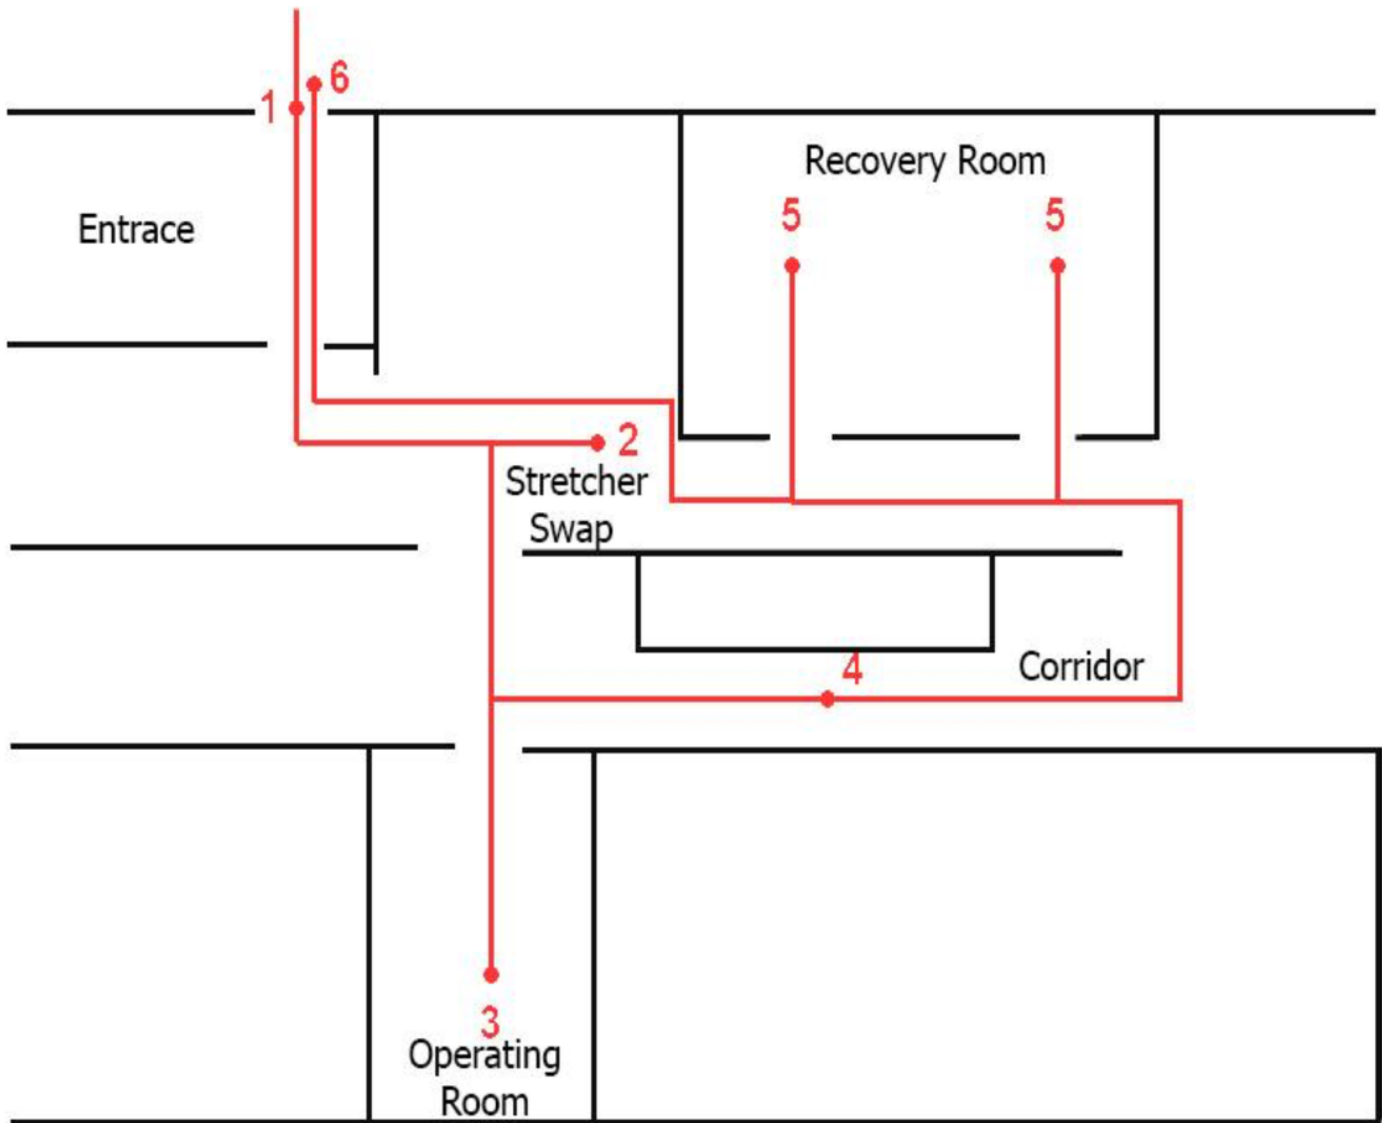 6
1
Recovery Room
5 5
Entrace
2
Stretcher
Swap
4
Corridor
3
Operating
Room